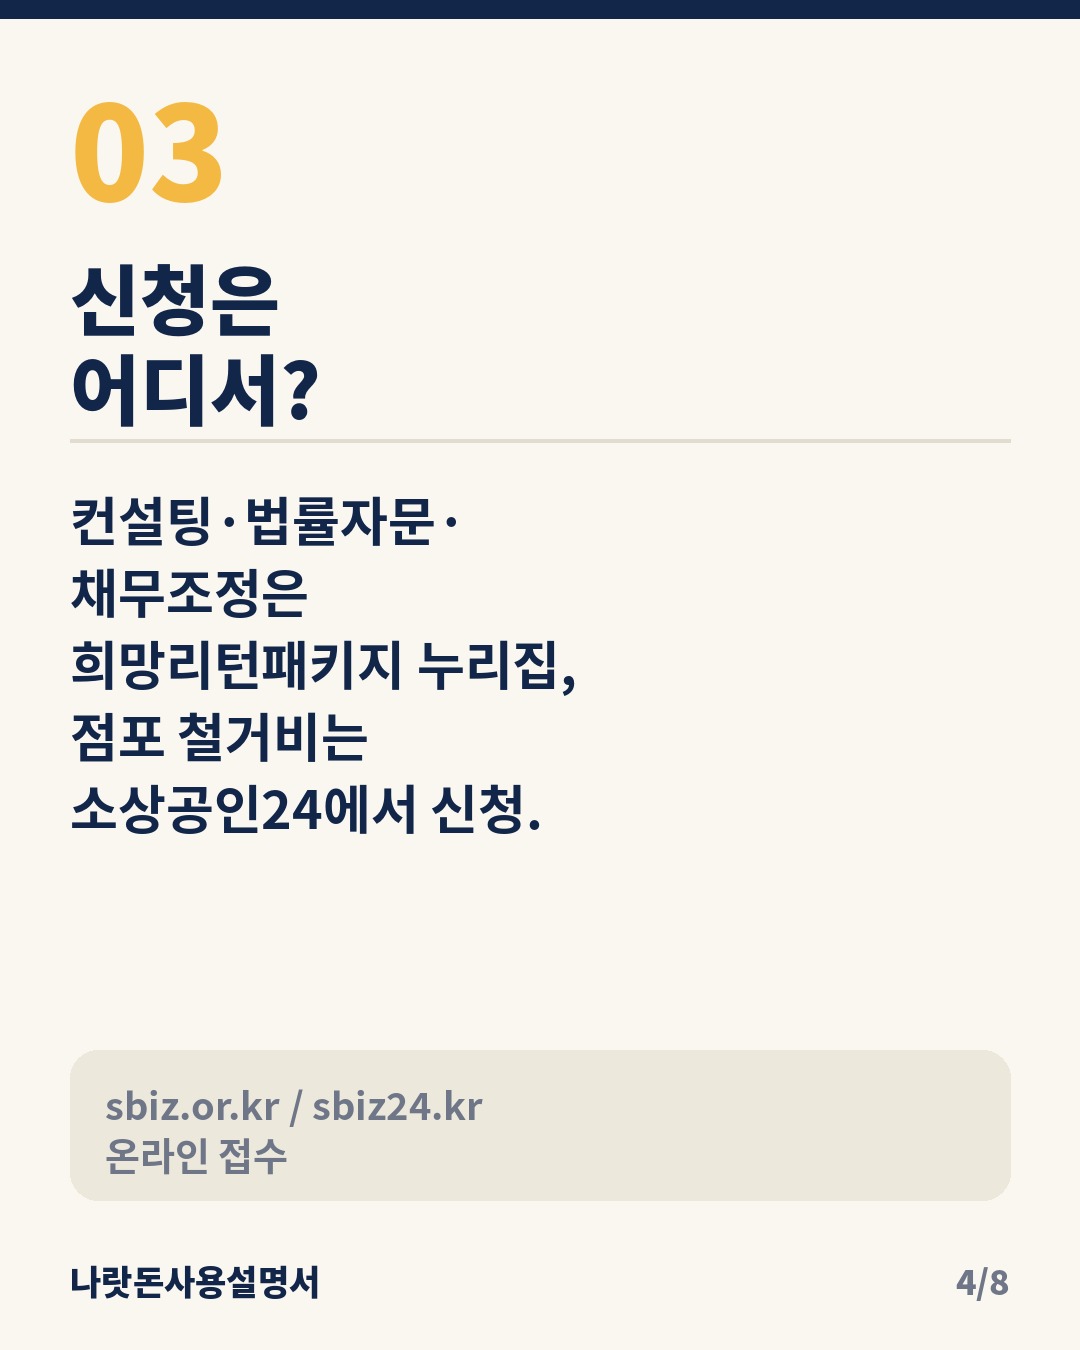 03
신청은
어디서?
컨설팅·법률자문·
채무조정은
희망리턴패키지 누리집,
점포 철거비는
소상공인24에서 신청.
sbiz.or.kr / sbiz24.kr
온라인 접수
나랏돈사용설명서
4/8